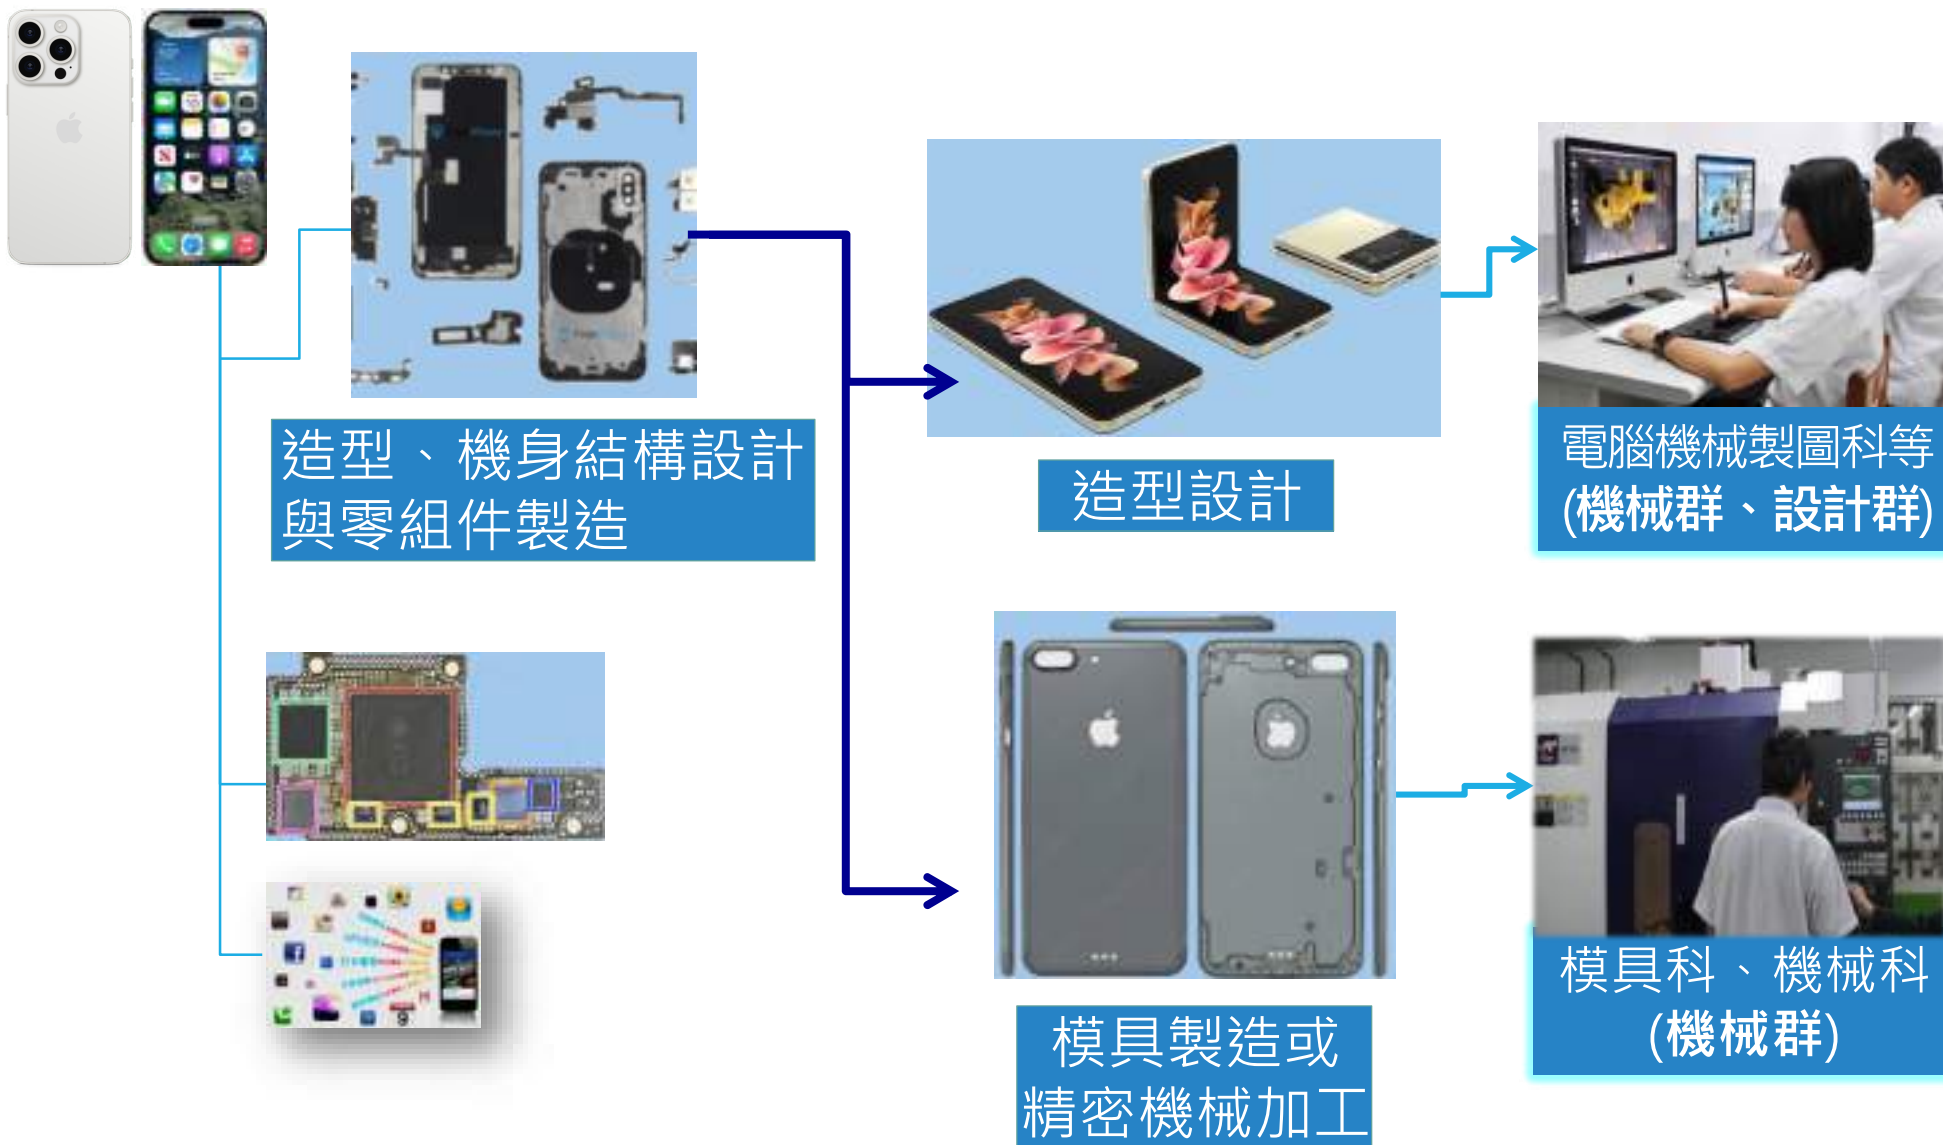 造型、機身結構設計
與零組件製造
造型設計
電腦機械製圖科等
(機械群、設計群)
模具製造或
精密機械加工
模具科、機械科
(機械群)